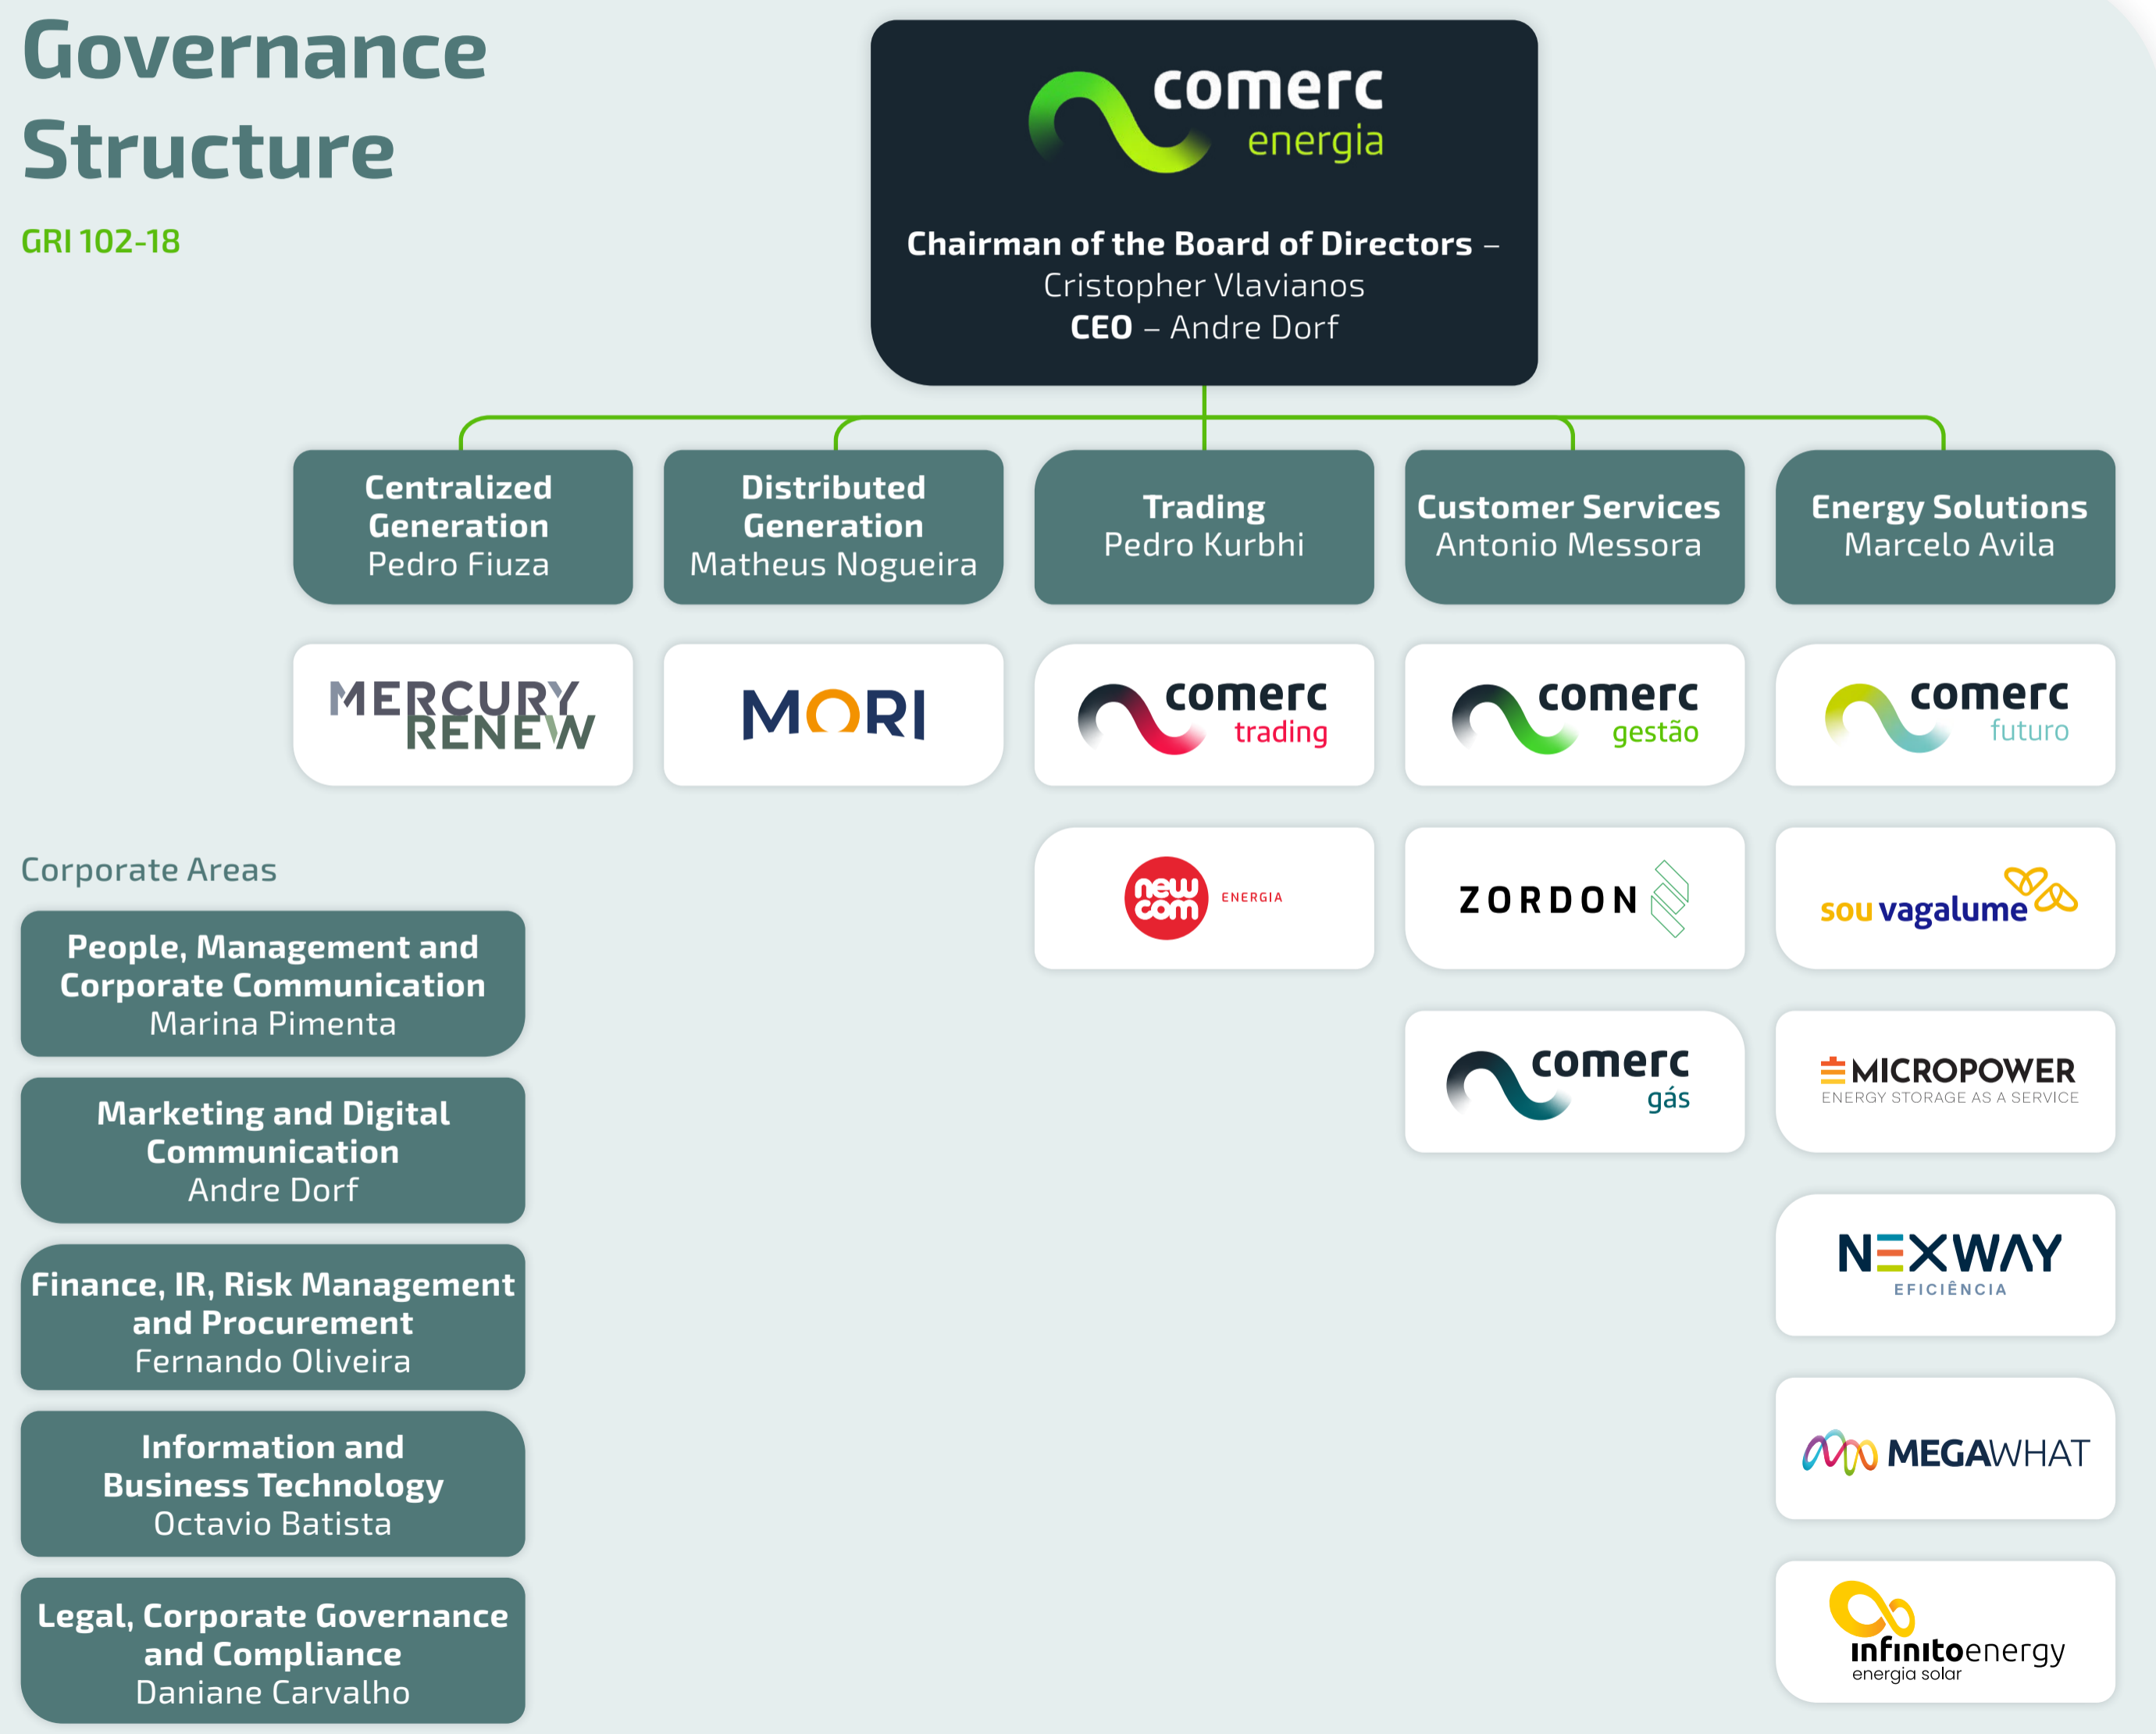 Governance
Structure
GRI 102-18
comerc
energia
Chairman of the Board of Directors –
Cristopher Vlavianos
CEO – Andre Dorf
Centralized
Generation
Pedro Fiuza
Distributed
Generation
Matheus Nogueira
Trading
Pedro Kurbhi
Customer Services
Antonio Messora
Energy Solutions
Marcelo Avila
MERCURY
RENEW
MORI
comerc
trading
comerc
gestão
comerc
futuro
new
com
ENERGIA
ZORDON
sou vagalume
comerc
gás
MICROPOWER
ENERGY STORAGE AS A SERVICE
NEXWAY
EFICIÊNCIA
MEGAWHAT
infinitoenergy
energia solar
Corporate Areas
People, Management and
Corporate Communication
Marina Pimenta
Marketing and Digital
Communication
Andre Dorf
Finance, IR, Risk Management
and Procurement
Fernando Oliveira
Information and
Business Technology
Octavio Batista
Legal, Corporate Governance
and Compliance
Daniane Carvalho